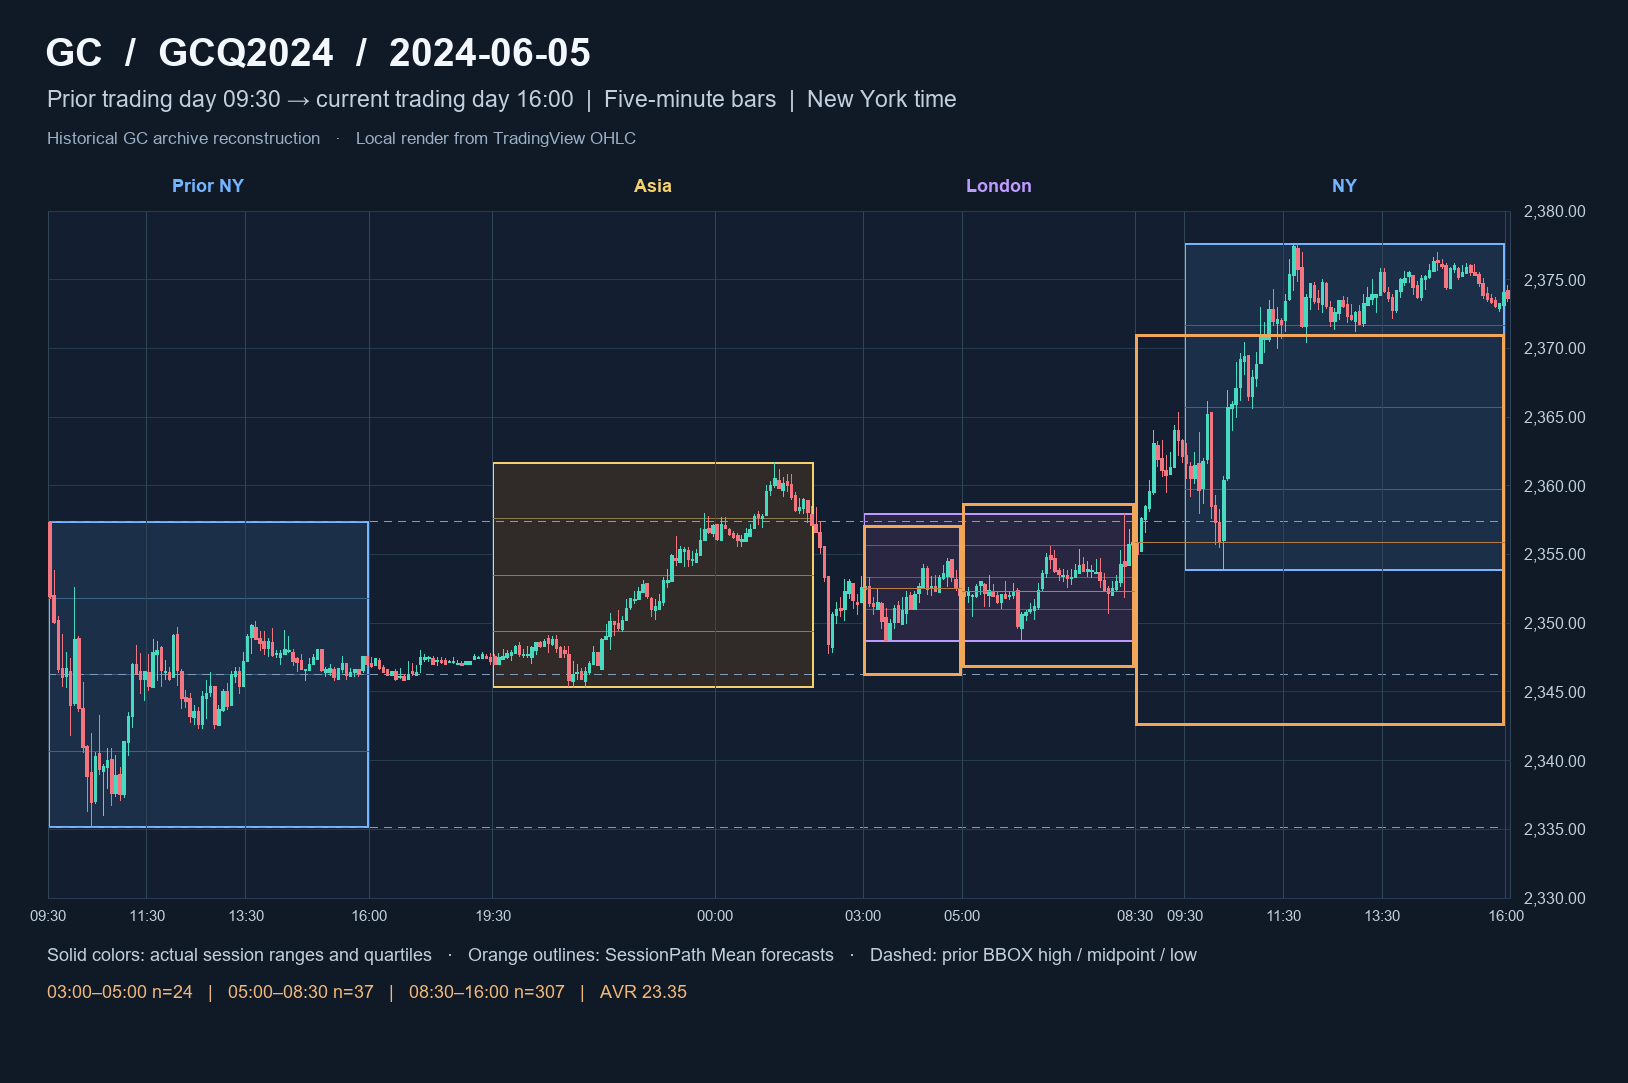 GC / GCQ2024 / 2024-06-05
Prior trading day 09:30 → current trading day 16:00 | Five-minute bars | New York time
Historical GC archive reconstruction · Local render from TradingView OHLC
Prior NY Asia London NY
2,380.00
2,375.00
2,370.00
2,365.00
2,360.00
2,355.00
2,350.00
2,345.00
2,340.00
2,335.00
2,330.00
09:30 11:30 13:30 16:00 19:30 00:00 03:00 05:00 08:30 09:30 11:30 13:30 16:00
Solid colors: actual session ranges and quartiles · Orange outlines: SessionPath Mean forecasts · Dashed: prior BBOX high / midpoint / low
03:00–05:00 n=24 | 05:00–08:30 n=37 | 08:30–16:00 n=307 | AVR 23.35